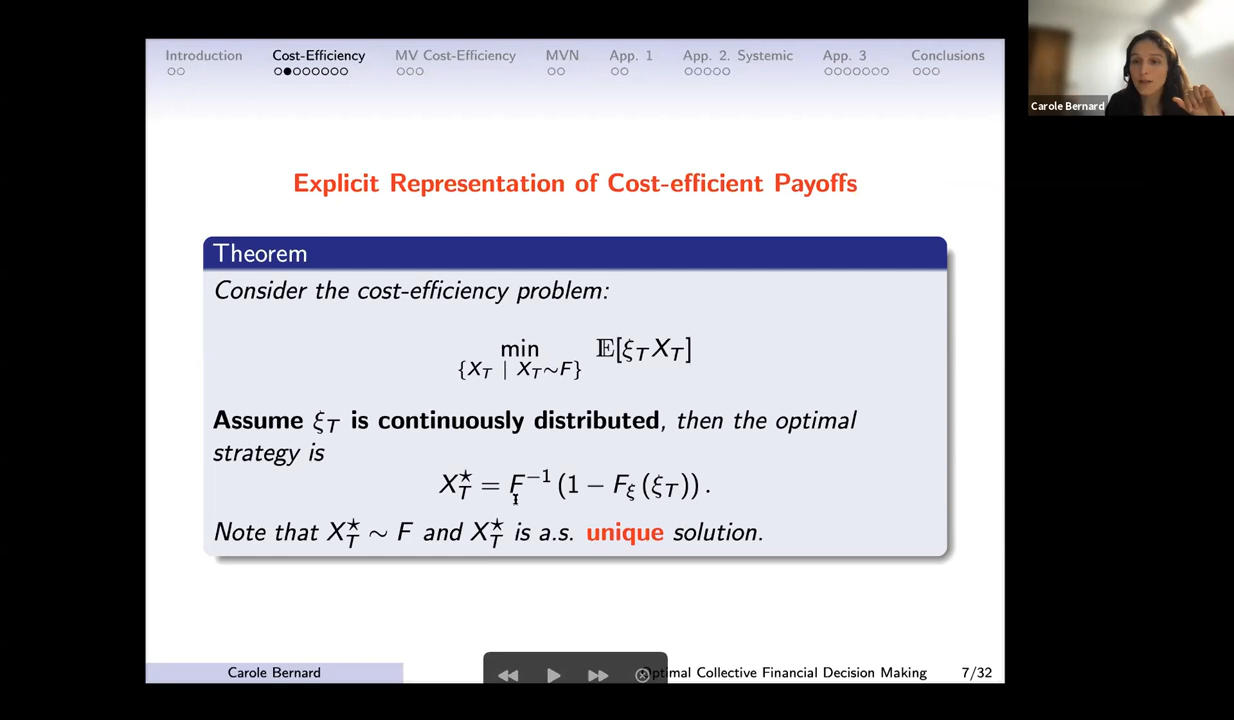 Introduction Cost-Efficiency MV Cost-Efficiency MVN App. 1 App. 2. Systemic App. 3 Conclusions
Carole Bernard
Explicit Representation of Cost-efficient Payoffs
Theorem
Consider the cost-efficiency problem:
min 𝔼[ξ_T X_T]
{X_T | X_T∼F}
Assume ξ_T is continuously distributed, then the optimal
strategy is
X_T^⋆ = F^{−1} (1 − F_ξ (ξ_T)) .
Note that X_T^⋆ ∼ F and X_T^⋆ is a.s. unique solution.
Carole Bernard ptimal Collective Financial Decision Making 7/32